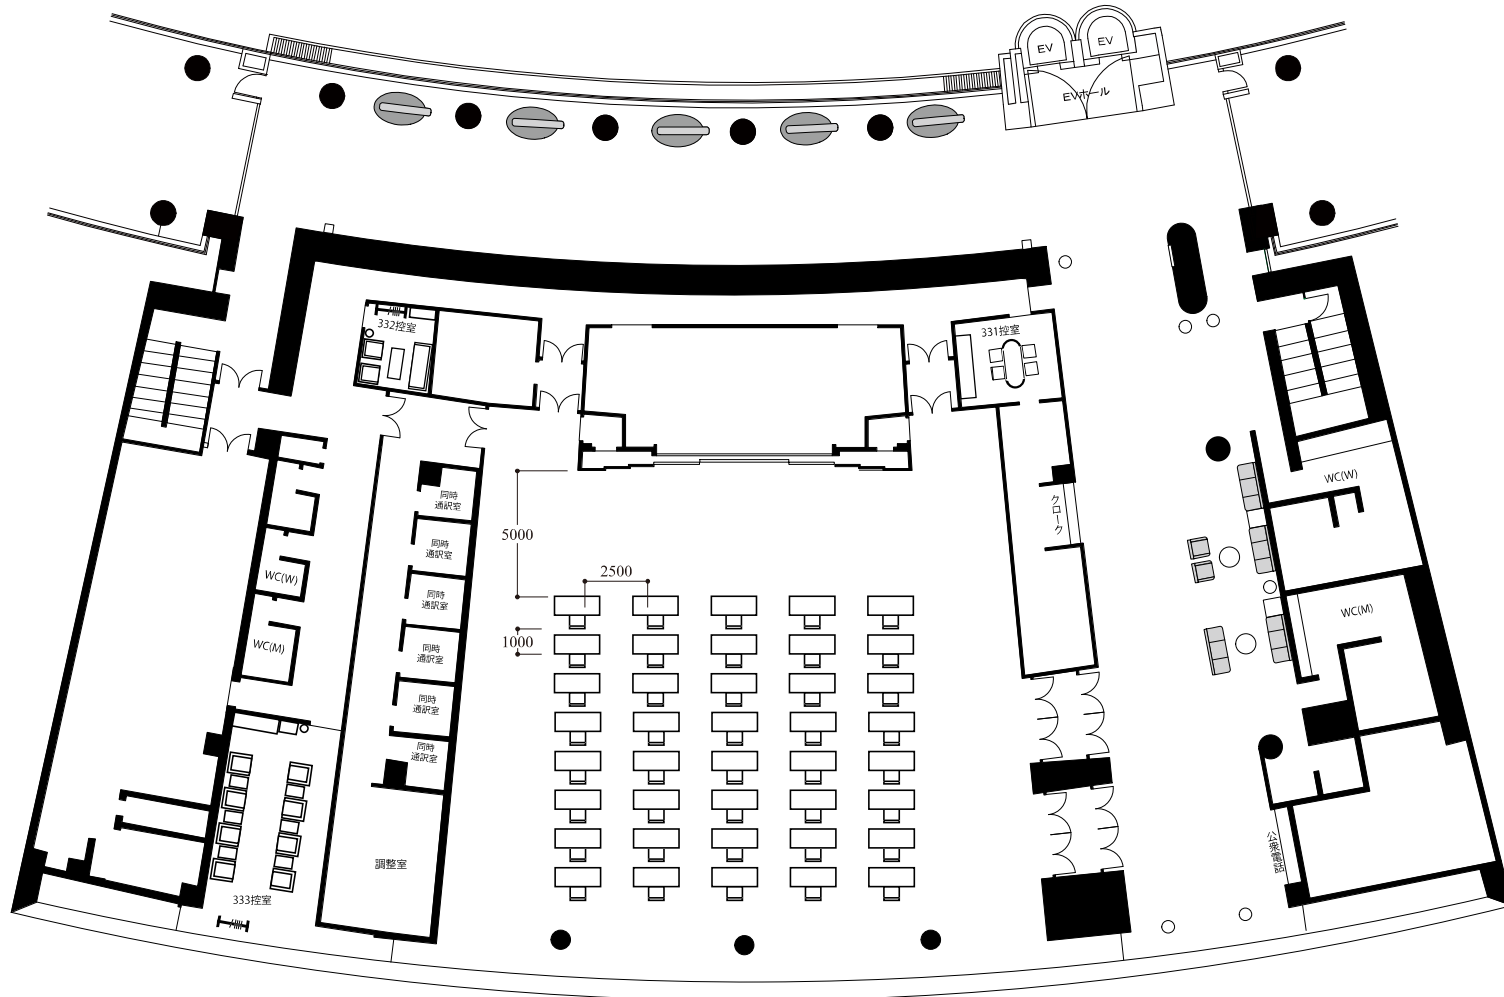 EV
EV
EVホール
332控室
331控室
同時
通訳室
クローク
WC(W)
5000
同時
通訳室
2500
WC(W)
同時
通訳室
WC(M)
1000
同時
通訳室
WC(M)
同時
通訳室
同時
通訳室
公衆電話
調整室
333控室